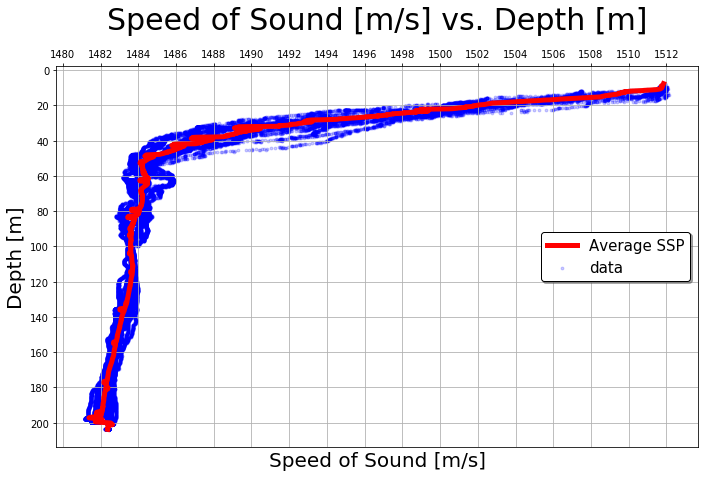 Speed of Sound [m/s] vs. Depth [m]
1480 1482 1484 1486 1488 1490 1492 1494 1496 1498 1500 1502 1504 1506 1508 1510 1512
0
20
40
60
80
100
120
140
160
180
200
Depth [m]
Average SSP
data
Speed of Sound [m/s]